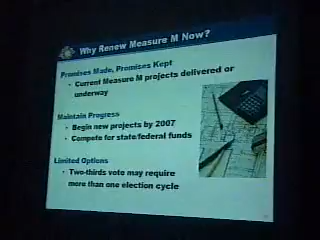 Why Renew Measure M Now?
Promises Made, Promises Kept
• Current Measure M projects delivered or
underway
Maintain Progress
• Begin new projects by 2007
• Compete for state/federal funds
Limited Options
• Two-thirds vote may require
more than one election cycle